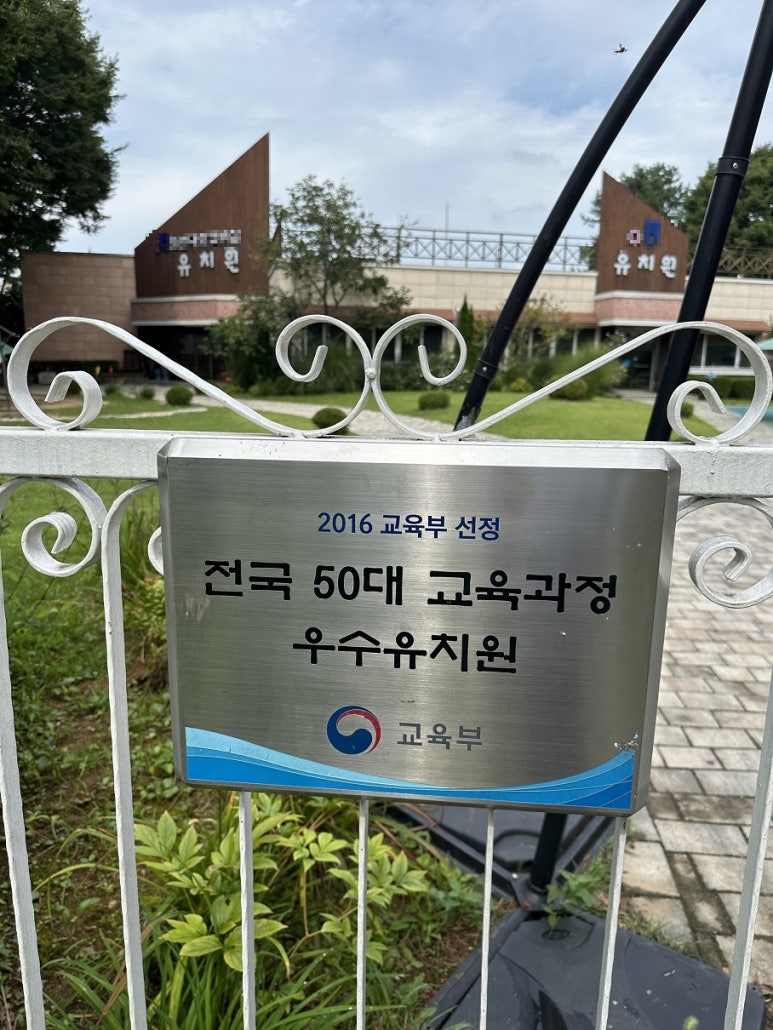 유치원
유치원
2016 교육부 선정
전국 50대 교육과정
우수유치원
교육부